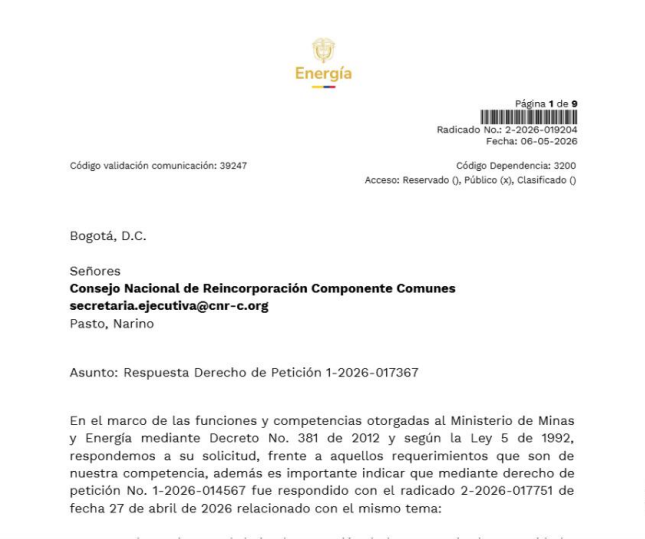 Energía
Página 1 de 9
Radicado No.: 2-2026-019204
Fecha: 06-05-2026
Código validación comunicación: 39247
Código Dependencia: 3200
Acceso: Reservado (), Público (x), Clasificado ()
Bogotá, D.C.
Señores
Consejo Nacional de Reincorporación Componente Comunes
secretaria.ejecutiva@cnr-c.org
Pasto, Narino
Asunto: Respuesta Derecho de Petición 1-2026-017367
En el marco de las funciones y competencias otorgadas al Ministerio de Minas
y Energía mediante Decreto No. 381 de 2012 y según la Ley 5 de 1992,
respondemos a su solicitud, frente a aquellos requerimientos que son de
nuestra competencia, además es importante indicar que mediante derecho de
petición No. 1-2026-014567 fue respondido con el radicado 2-2026-017751 de
fecha 27 de abril de 2026 relacionado con el mismo tema: